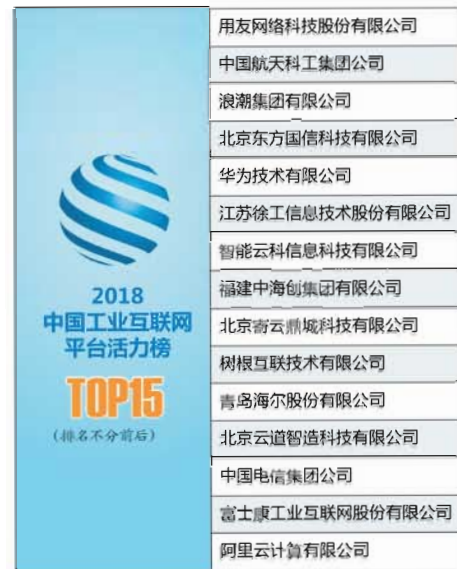 2018
中国工业互联网
平台活力榜
TOP15
(排名不分前后)
用友网络科技股份有限公司
中国航天科工集团公司
浪潮集团有限公司
北京东方国信科技有限公司
华为技术有限公司
江苏徐工信息技术股份有限公司
智能云科信息科技有限公司
福建中海创集团有限公司
北京寄云鼎城科技有限公司
树根互联技术有限公司
青岛海尔股份有限公司
北京云道智造科技有限公司
中国电信集团公司
富士康工业互联网股份有限公司
阿里云计算有限公司